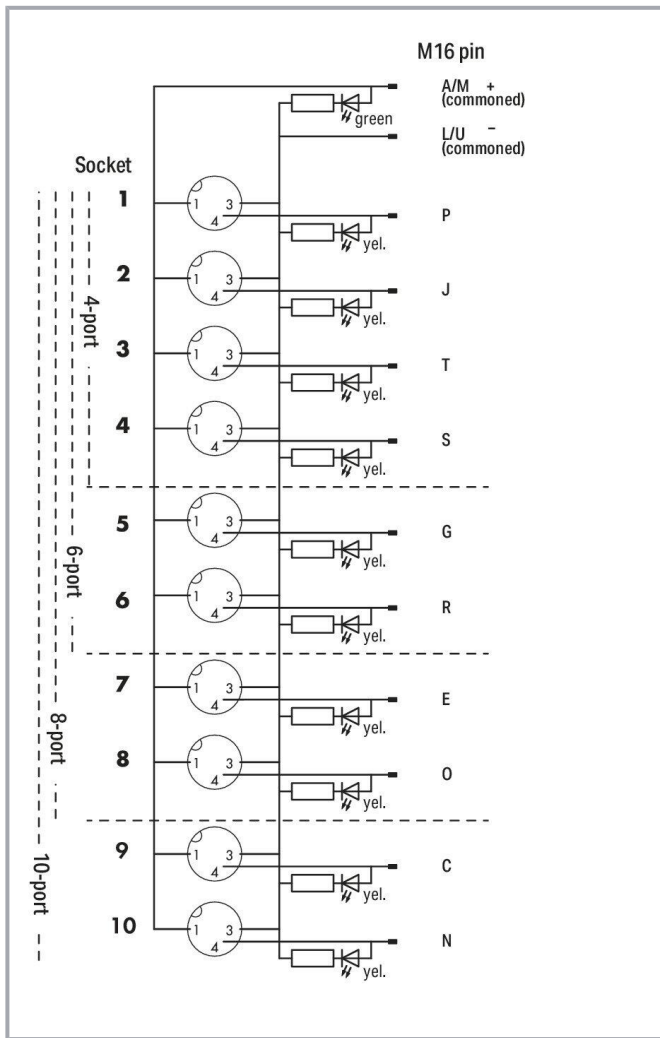 M16 pin
A/M +
(commoned)
green
L/U –
(commoned)
Socket
1
1 3
4
P
yel.
2
1 3
4
J
yel.
4-port
3
1 3
4
T
yel.
4
1 3
4
S
yel.
5
1 3
4
G
yel.
6-port
6
1 3
4
R
yel.
7
1 3
4
E
yel.
8-port
8
1 3
4
O
yel.
9
1 3
4
C
yel.
10-port
10
1 3
4
N
yel.